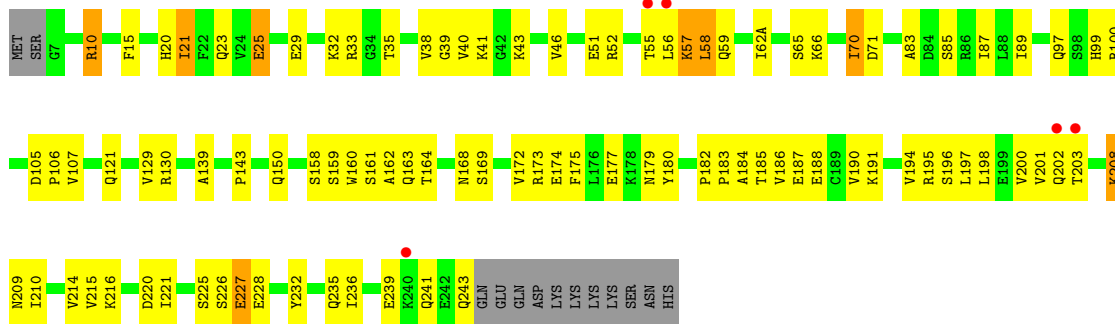 MET SER G7 R10 F15 H20 I21 F22 Q23 V24 E25 E29 K32 R33 G34 T35 V38 G39 V40 K41 G42 K43 V46 E51 R52 T55 L56 K57 L58 Q59 I62A S65 K66 I70 D71 A83 D84 S85 R86 I87 L88 I89 Q97 S98 H99
D105 P106 V107 Q121 V129 R130 A139 P143 Q150 S158 S159 W160 S161 A162 Q163 T164 N168 S169 V172 R173 E174 F175 L176 E177 K178 N179 Y180 P182 P183 A184 T185 V186 E187 E188 C189 V190 K191 V194 R195 S196 L197 L198 E199 V200 V201 Q202 T203
N209 I210 V214 V215 K216 D220 I221 S225 S226 E227 E228 Y232 Q235 I236 E239 K240 Q241 E242 Q243 GLN GLU GLN ASP LYS LYS LYS LYS SER ASN HIS